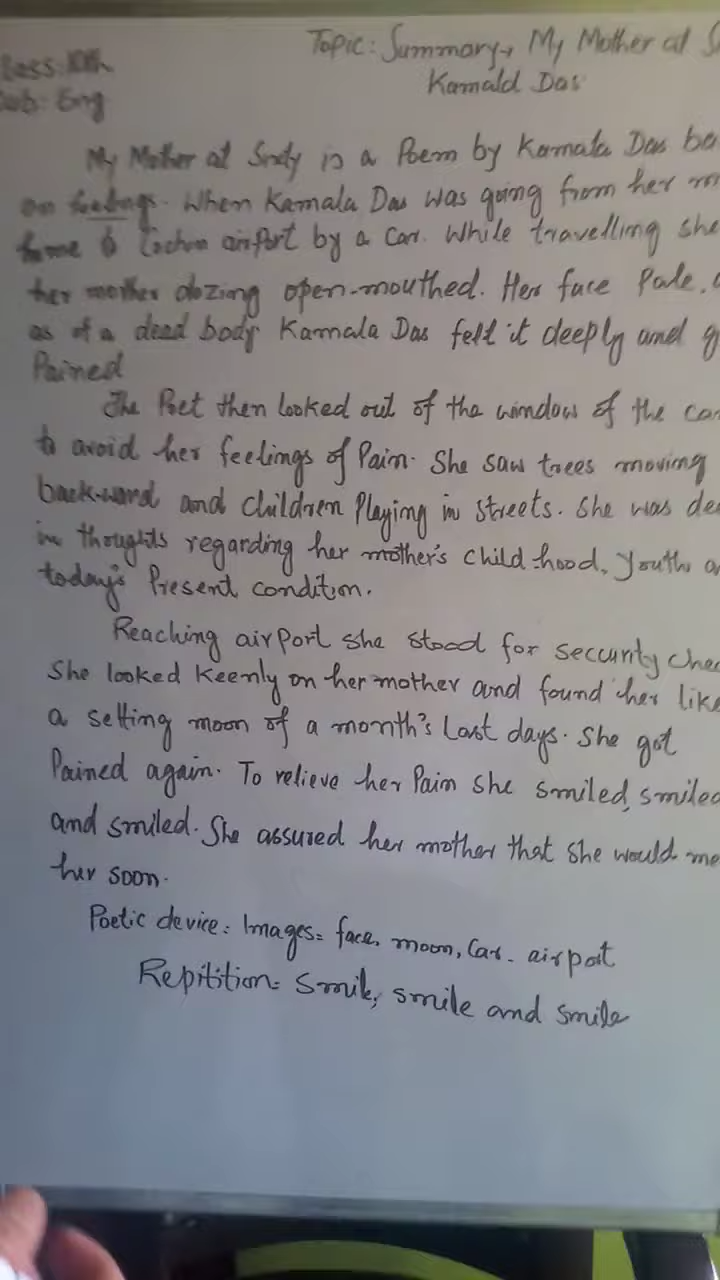 Class: 10th
Sub: Eng
Topic: Summary, My Mother at S
Kamald Das
My Mother at Sixty is a Poem by Kamala Das ba
on feelings. When Kamala Das was going from her
home to Cochin airport by a Car. While travelling she
her mother dozing open-mouthed. Her face Pale,
as of a dead body Kamala Das felt it deeply and g
Pained
The Poet then looked out of the window of the car
to avoid her feelings of Pain. She saw trees moving
back-ward and children Playing in streets. She was de
in thoughts regarding her mother's child-hood, youth a
today's Present condition.
Reaching airport she stood for security chec
She looked keenly on her mother and found her like
a setting moon of a month's last days. She got
Pained again. To relieve her Pain she smiled, smiled
and smiled. She assured her mother that she would me
her soon.
Poetic device: Images= face, moon, Car. airport
Repitition= Smile, smile and smile